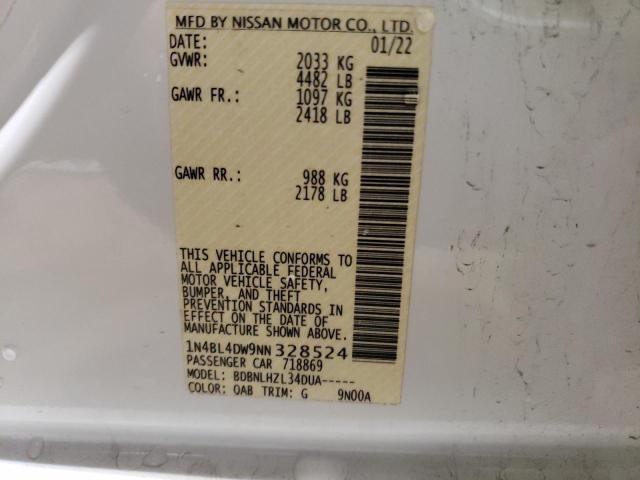 MFD BY NISSAN MOTOR CO., LTD.
DATE: 01/22
GVWR: 2033 KG
4482 LB
GAWR FR.: 1097 KG
2418 LB
GAWR RR.: 988 KG
2178 LB
THIS VEHICLE CONFORMS TO
ALL APPLICABLE FEDERAL
MOTOR VEHICLE SAFETY,
BUMPER, AND THEFT
PREVENTION STANDARDS IN
EFFECT ON THE DATE OF
MANUFACTURE SHOWN ABOVE.
1N4BL4DW9NN328524
PASSENGER CAR 718869
MODEL: BDBNLHZL34DUA-----
COLOR: QAB TRIM: G 9N00A